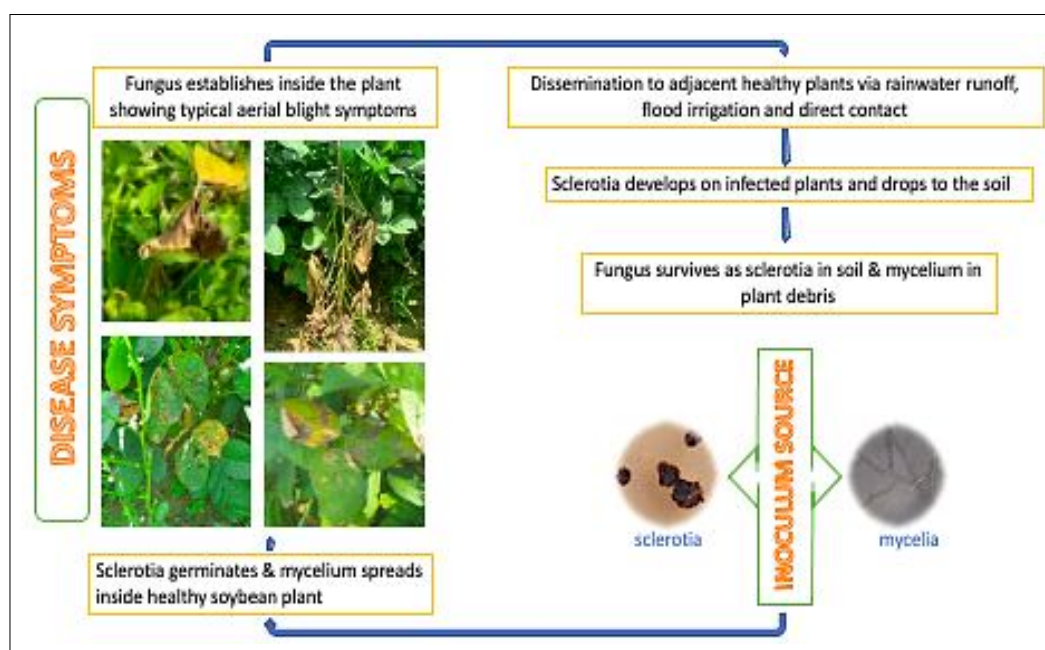 Fungus establishes inside the plant
showing typical aerial blight symptoms
DISEASE SYMPTOMS
Sclerotia germinates & mycelium spreads
inside healthy soybean plant
Dissemination to adjacent healthy plants via rainwater runoff,
flood irrigation and direct contact
Sclerotia develops on infected plants and drops to the soil
Fungus survives as sclerotia in soil & mycelium in
plant debris
INOCULUM SOURCE
sclerotia
mycelia